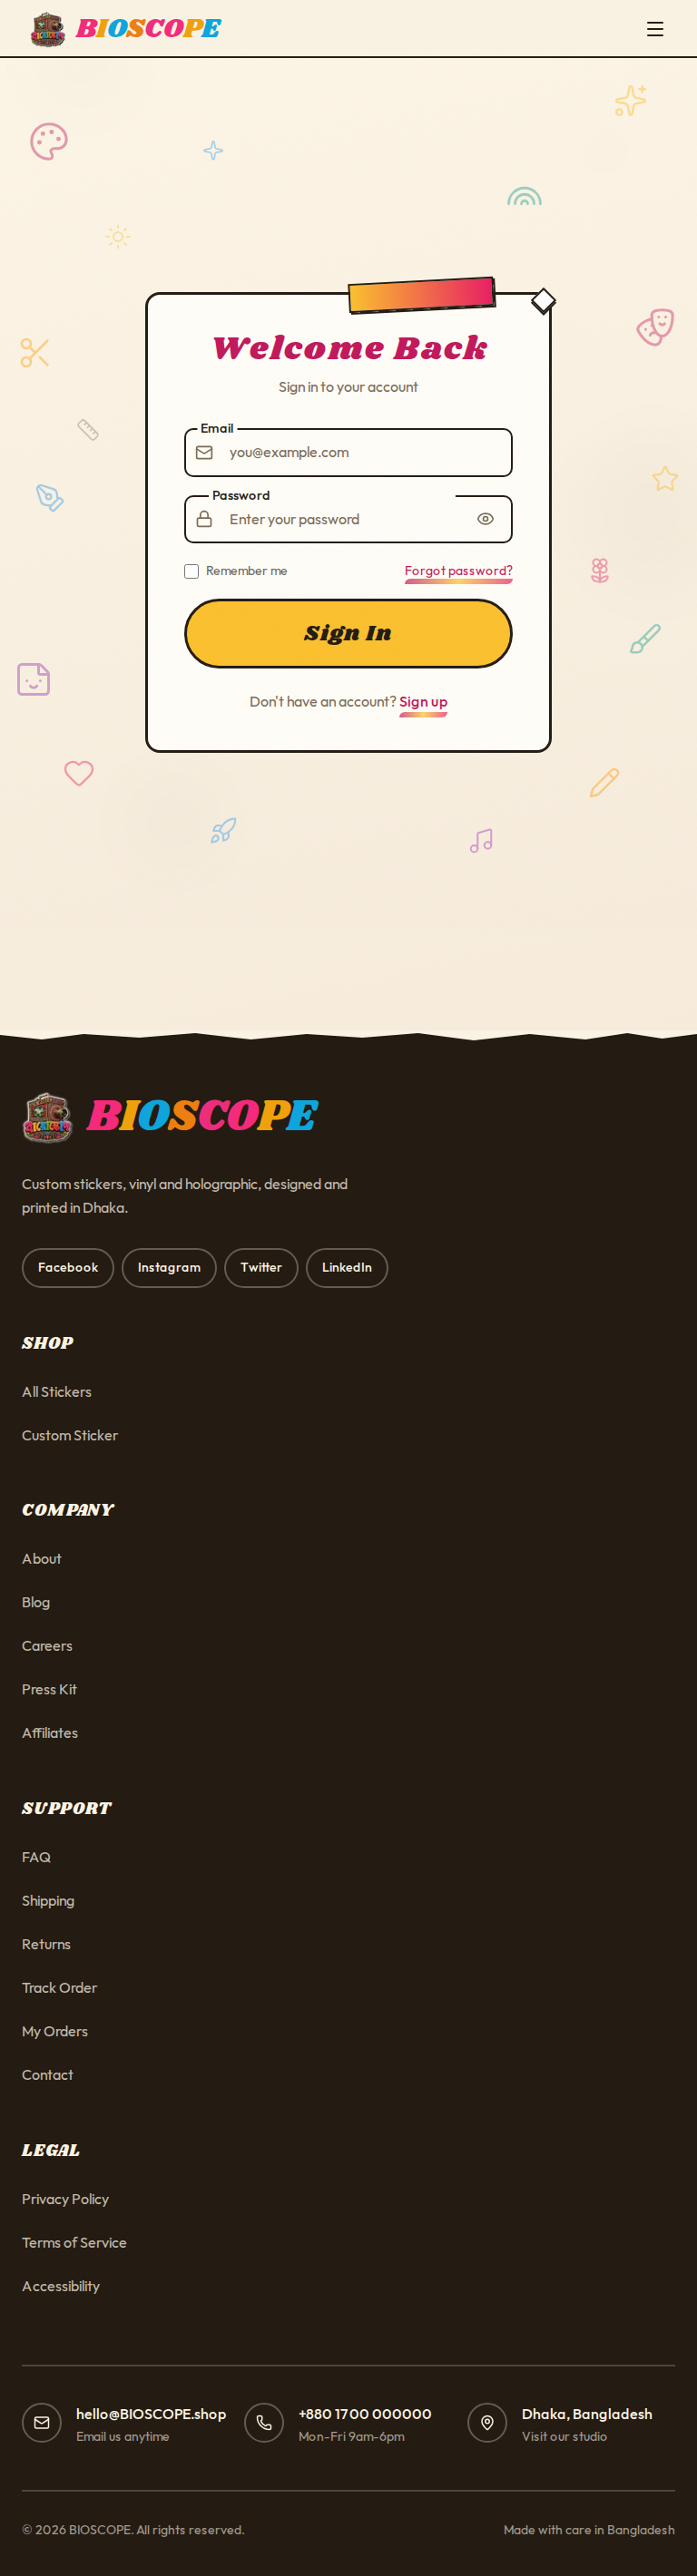 BIOSCOPE
Welcome Back
Sign in to your account
Email
you@example.com
Password
Enter your password
Remember me
Forgot password?
Sign In
Don't have an account? Sign up
BIOSCOPE
Custom stickers, vinyl and holographic, designed and
printed in Dhaka.
Facebook
Instagram
Twitter
LinkedIn
SHOP
All Stickers
Custom Sticker
COMPANY
About
Blog
Careers
Press Kit
Affiliates
SUPPORT
FAQ
Shipping
Returns
Track Order
My Orders
Contact
LEGAL
Privacy Policy
Terms of Service
Accessibility
hello@BIOSCOPE.shop
Email us anytime
+880 1700 000000
Mon-Fri 9am-6pm
Dhaka, Bangladesh
Visit our studio
© 2026 BIOSCOPE. All rights reserved.
Made with care in Bangladesh